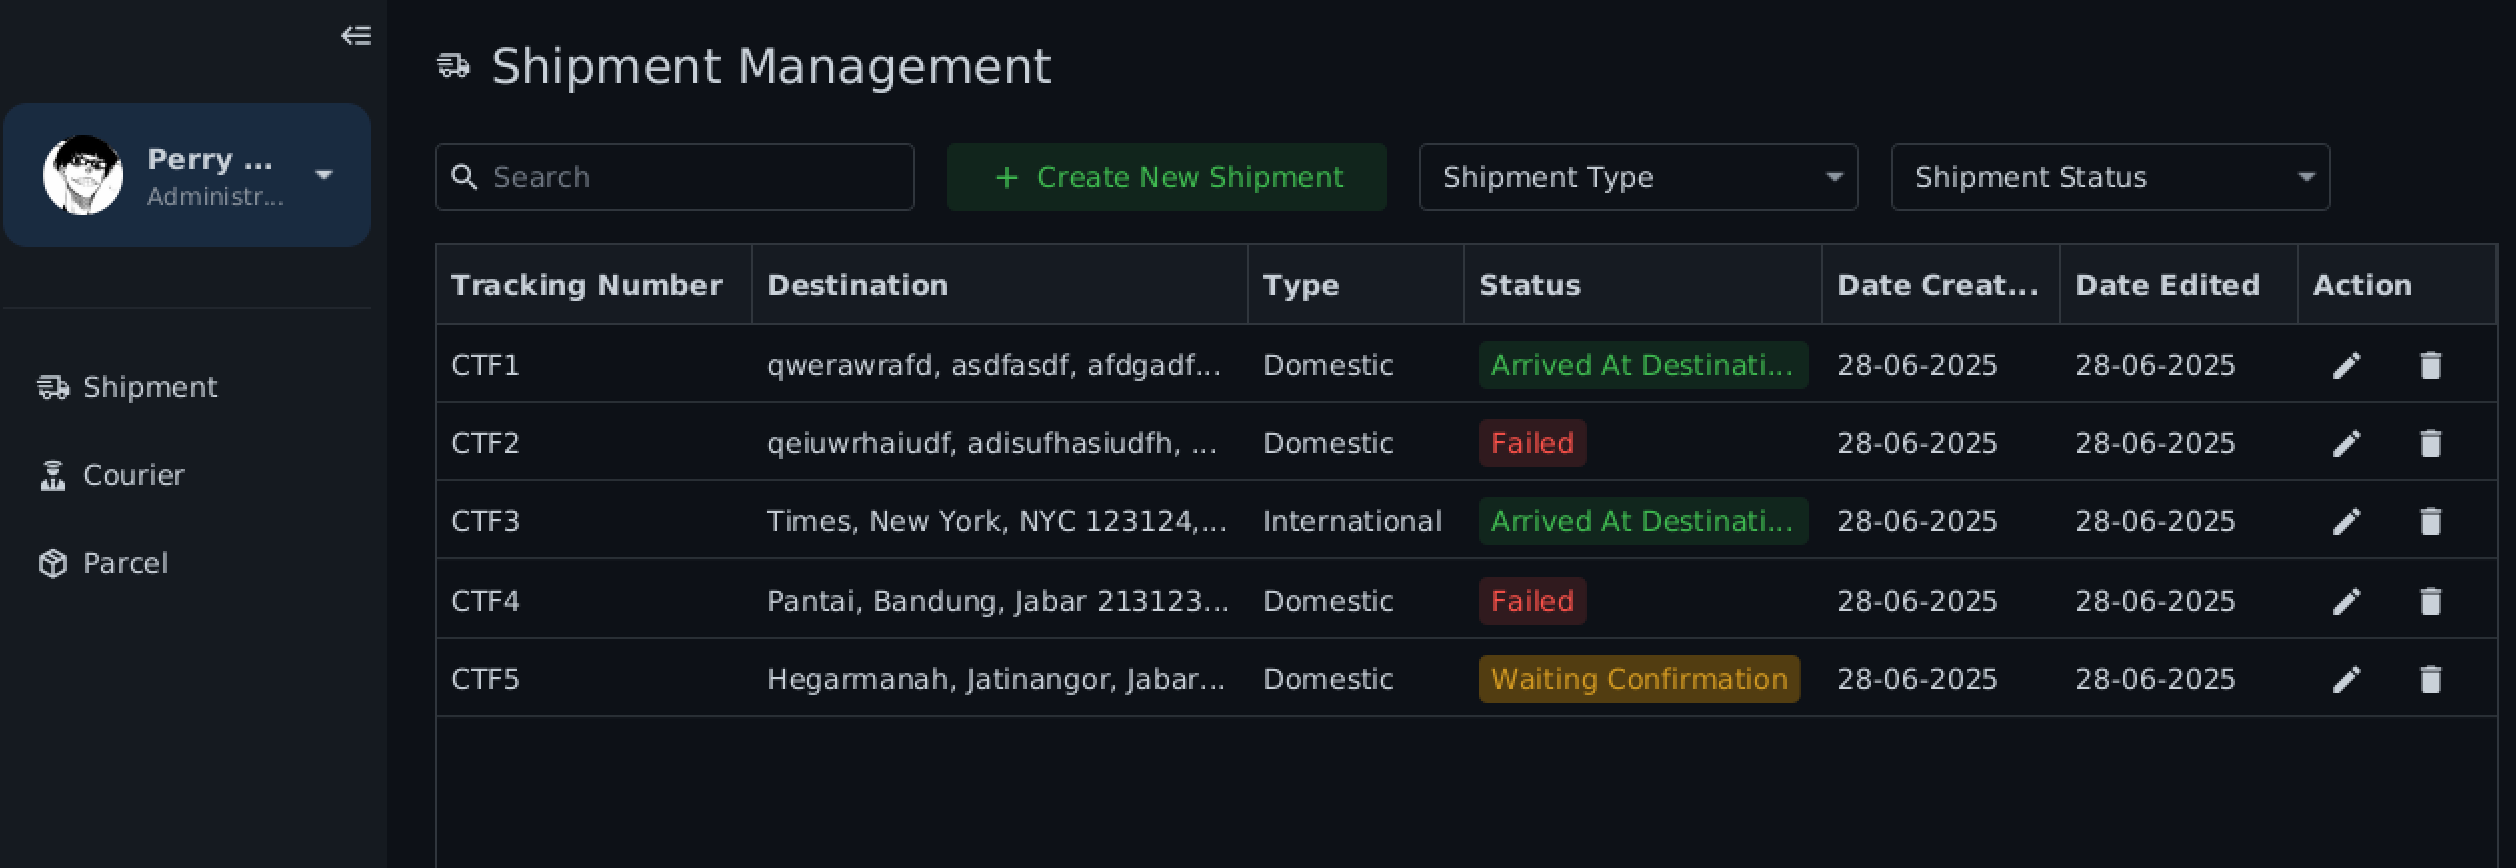 Shipment Management
Perry ...
Administr...
Search
+ Create New Shipment
Shipment Type
Shipment Status
Shipment
Courier
Parcel
Tracking Number Destination Type Status Date Creat... Date Edited Action
CTF1 qwerawrafd, asdfasdf, afdgadf... Domestic Arrived At Destinati... 28-06-2025 28-06-2025
CTF2 qeiuwrhaiudf, adisufhasiudfh, ... Domestic Failed 28-06-2025 28-06-2025
CTF3 Times, New York, NYC 123124,... International Arrived At Destinati... 28-06-2025 28-06-2025
CTF4 Pantai, Bandung, Jabar 213123... Domestic Failed 28-06-2025 28-06-2025
CTF5 Hegarmanah, Jatinangor, Jabar... Domestic Waiting Confirmation 28-06-2025 28-06-2025